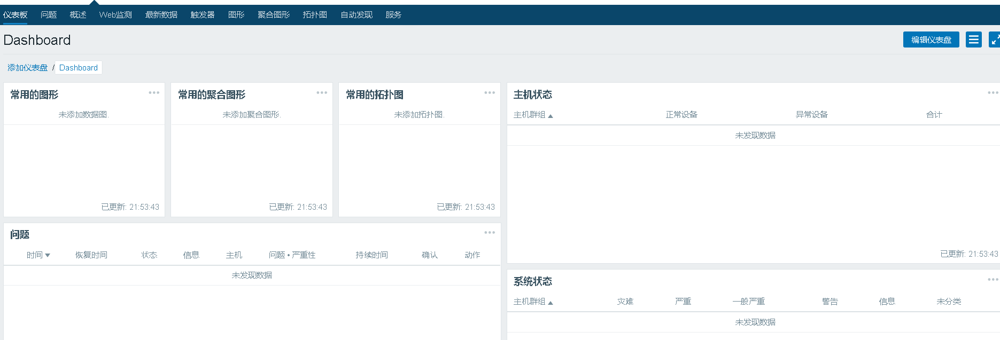 仪表板 问题 概述 Web监测 最新数据 触发器 图形 聚合图形 拓扑图 自动发现 服务
Dashboard
编辑仪表盘
添加仪表盘 / Dashboard
常用的图形
未添加数据图.
已更新: 21:53:43
常用的聚合图形
未添加聚合图形.
已更新: 21:53:43
常用的拓扑图
未添加拓扑图.
已更新: 21:53:43
主机状态
主机群组 正常设备 异常设备 合计
未发现数据
已更新: 21:53:43
问题
时间 恢复时间 状态 信息 主机 问题 • 严重性 持续时间 确认 动作
未发现数据
系统状态
主机群组 灾难 严重 一般严重 警告 信息 未分类
未发现数据